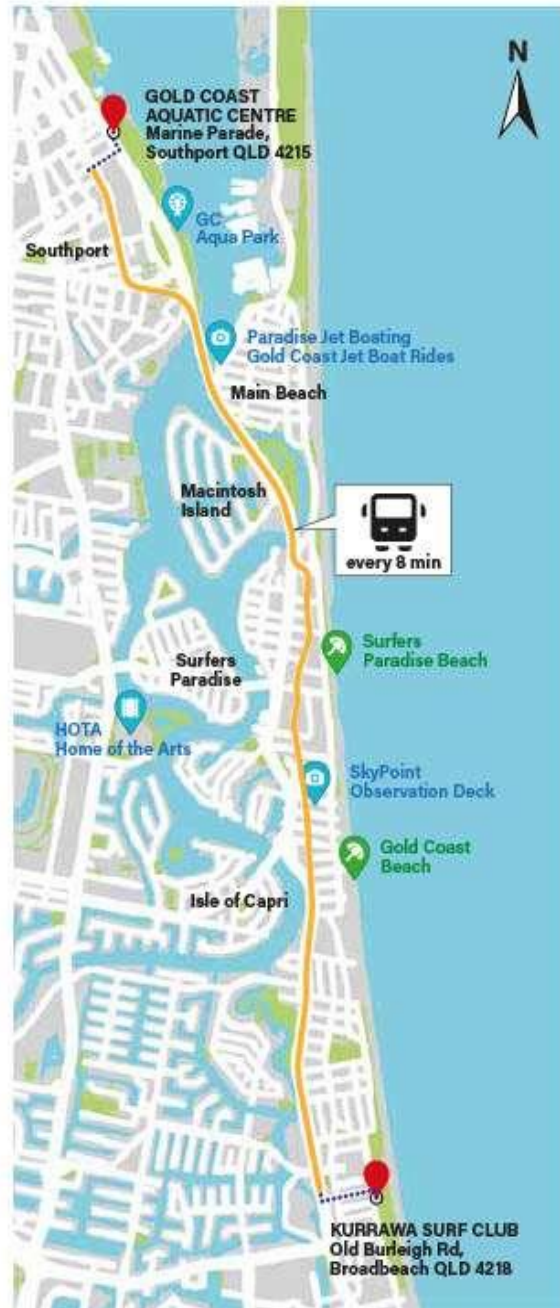 N
GOLD COAST
AQUATIC CENTRE
Marine Parade,
Southport QLD 4215
GC
Aqua Park
Southport
Paradise Jet Boating
Gold Coast Jet Boat Rides
Main Beach
Macintosh
Island
every 8 min
Surfers
Paradise Beach
Surfers
Paradise
HOTA
Home of the Arts
SkyPoint
Observation Deck
Gold Coast
Beach
Isle of Capri
KURRAWA SURF CLUB
Old Burleigh Rd,
Broadbeach QLD 4218